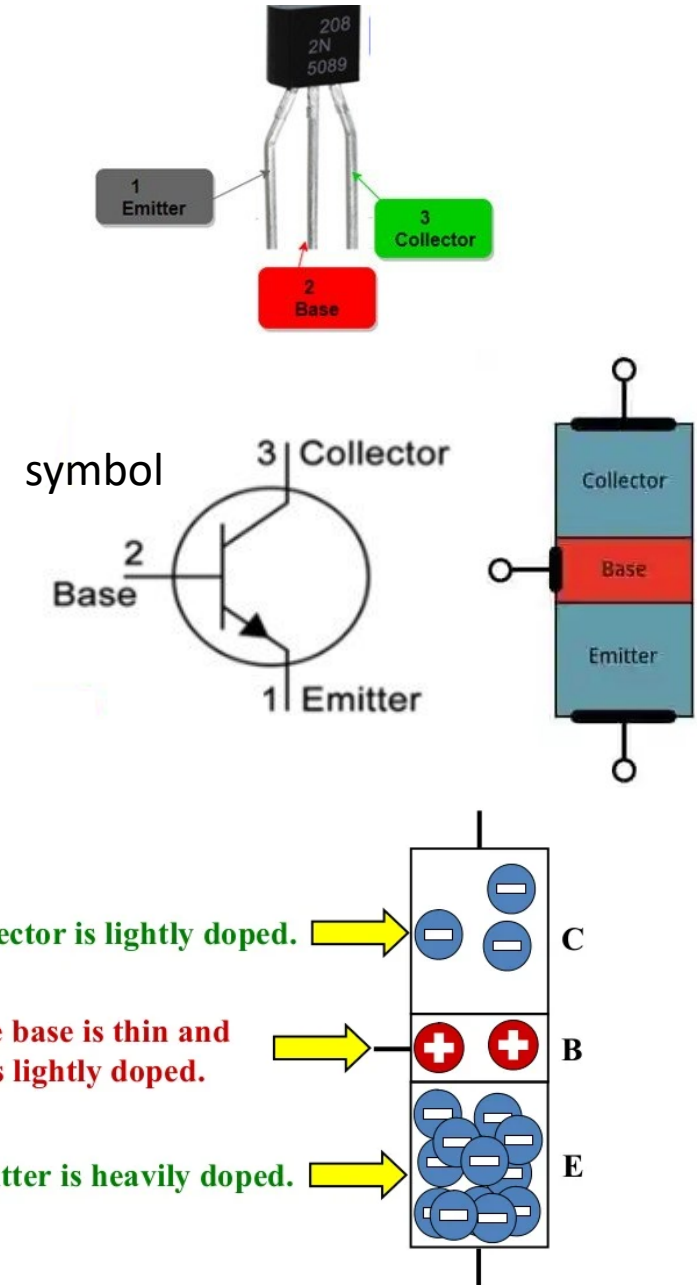 208
2N
5089
1
Emitter
3
Collector
2
Base
symbol
3 Collector
2
Base
1 Emitter
Collector
Base
Emitter
ector is lightly doped.
C
e base is thin and
s lightly doped.
B
tter is heavily doped.
E